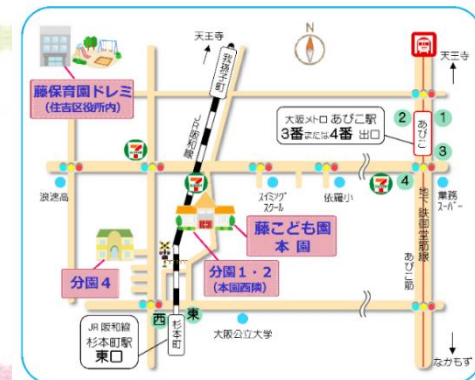 天王寺
N
天王寺
藤保育園ドレミ
(住吉区役所内)
我孫子町
JR阪和線
大阪メトロ あびこ駅
3番または4番 出口
2
1
あびこ
3
4
7
7
7
浪速高
スイミング
スクール
依羅小
業務
スーパー
地下鉄御堂筋線
あびこ筋
藤こども園
本 園
分園4
分園1・2
(本園西隣)
西
東
JR 阪和線
杉本町駅
東口
杉本町
大阪公立大学
なかもず